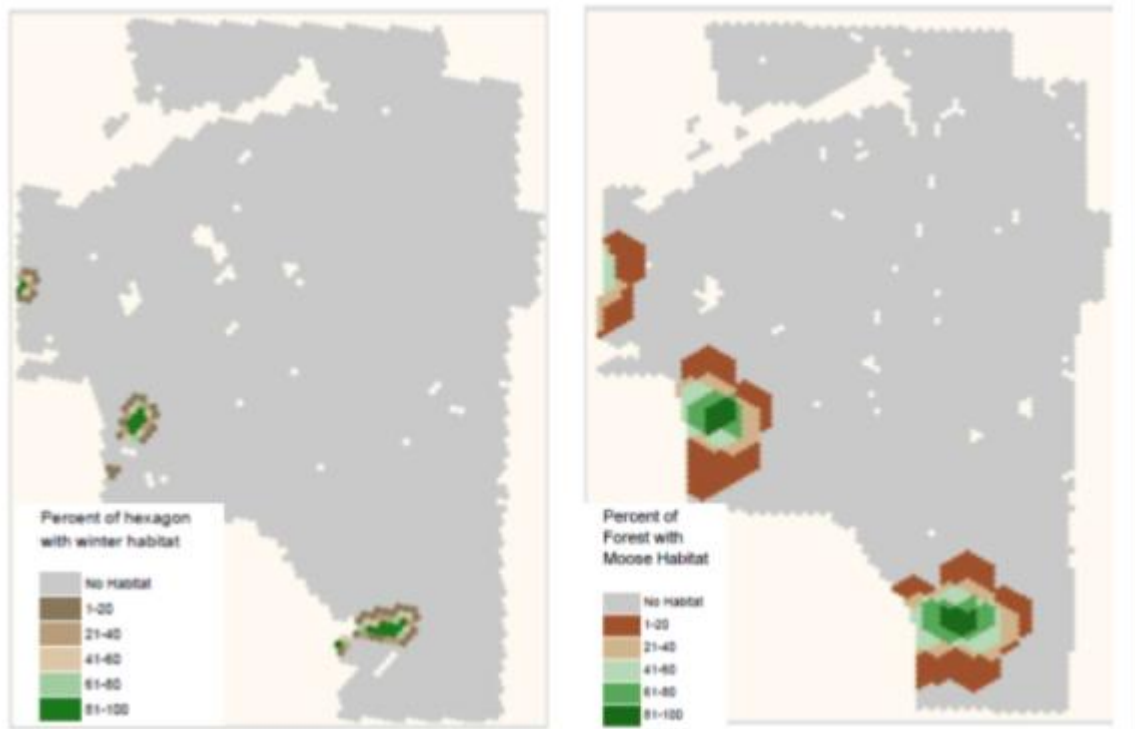 Percent of hexagon
with winter habitat
No Habitat
1-20
21-40
41-60
61-80
81-100
Percent of
Forest with
Moose Habitat
No Habitat
1-20
21-40
41-60
61-80
81-100